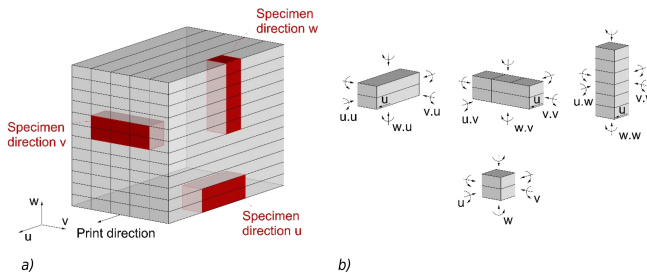 a)
Specimen
direction w
Specimen
direction v
Specimen
direction u
w
v
u
Print direction
b)
u
u.u
w.u
v.u
u
u.v
w.v
v.v
u
u.w
v.w
w.w
u
v
w